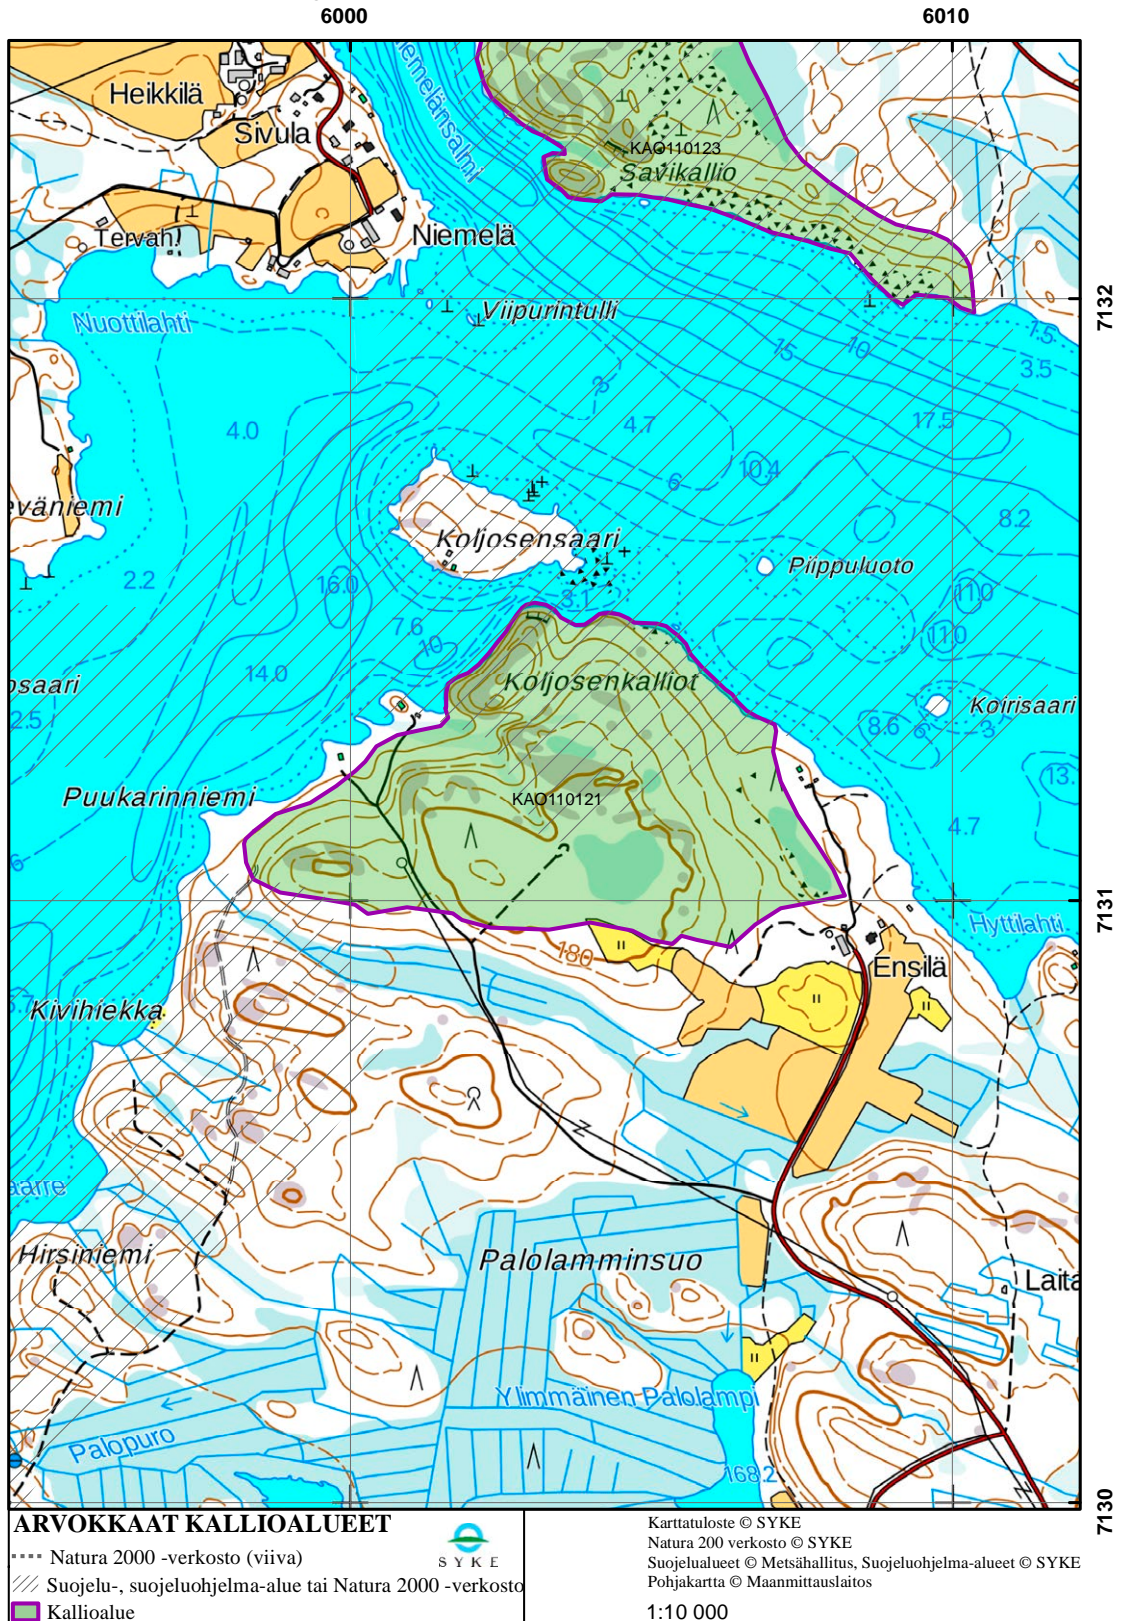 6000
6010
Heikkilä
Sivula
KAO110123
Savikallio
Tervah.
Niemelä
Viipurintulli
7132
Nuottilahti
1.5
15
10
3.5
3
4.0
4.7
17.5
10.4
6
8.2
eväniemi
Koljosensaari
Piippuluoto
2.2
16.0
3.1
11.0
7.6
10
11.0
14.0
osaari
Koljosenkalliot
Koirisaari
2.5
8.6
6
3
13.
Puukarinniemi
KAO110121
4.7
6
7131
Hyttilahti
180
Ensilä
Kivihiekka
aarre
Hirsiniemi
Palolamminsuo
Laita
Ylimmäinen Palolampi
Palopuro
168.2
7130
ARVOKKAAT KALLIOALUEET
SYKE
Natura 2000 -verkosto (viiva)
Suojelu-, suojeluohjelma-alue tai Natura 2000 -verkosto
Kallioalue
Karttatuloste © SYKE
Natura 200 verkosto © SYKE
Suojelualueet © Metsähallitus, Suojeluohjelma-alueet © SYKE
Pohjakartta © Maanmittauslaitos
1:10 000